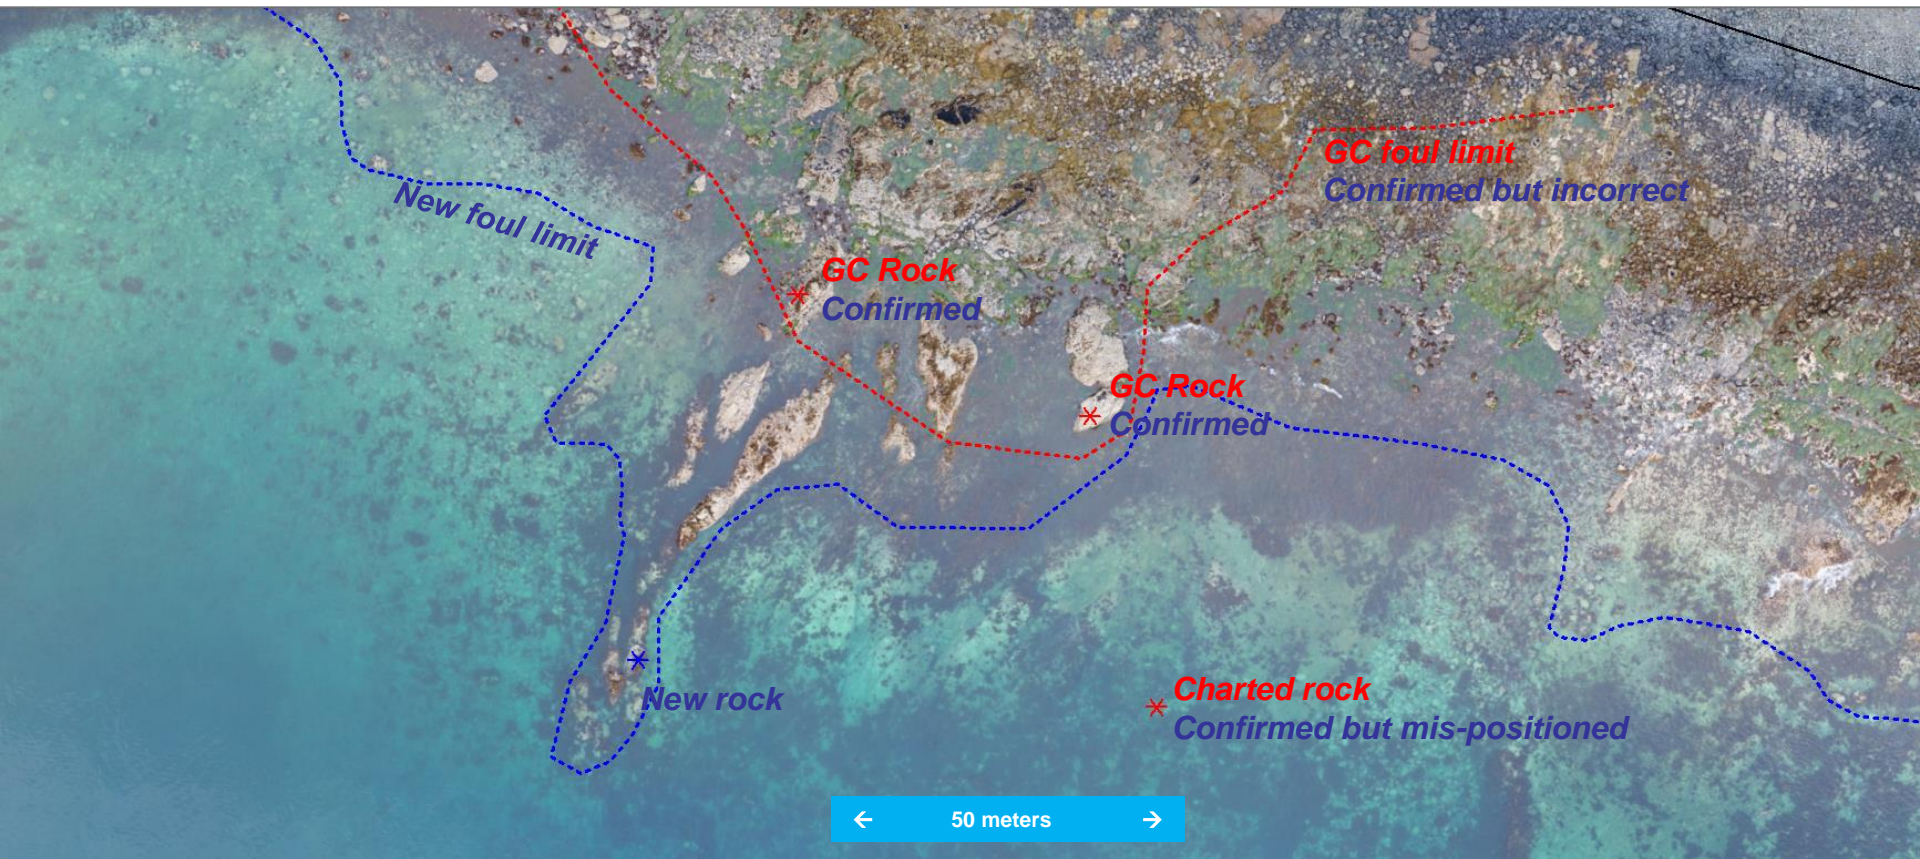 GC foul limit
Confirmed but incorrect
New foul limit
GC Rock
Confirmed
GC Rock
Confirmed
New rock
Charted rock
Confirmed but mis-positioned
← 50 meters →